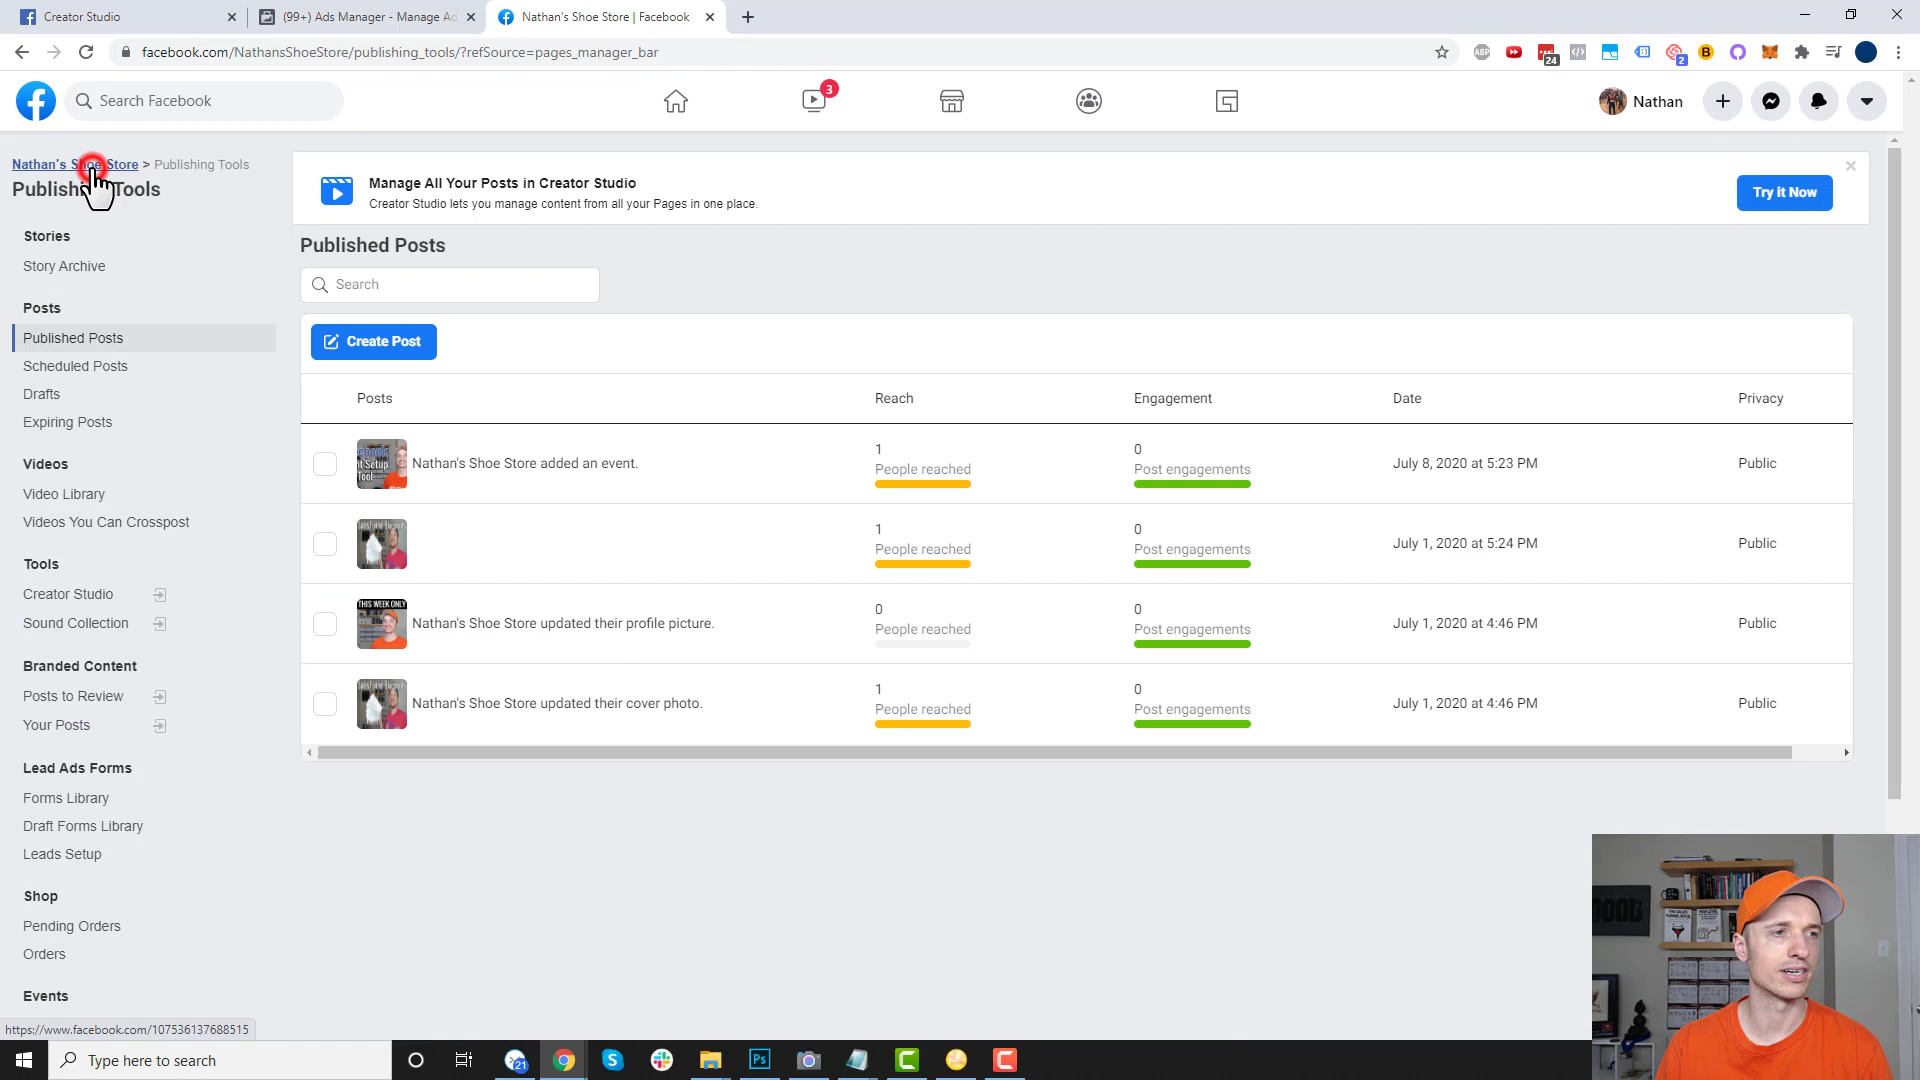 Creator Studio
(99+) Ads Manager - Manage Ad
Nathan's Shoe Store | Facebook
facebook.com/NathansShoeStore/publishing_tools/?refSource=pages_manager_bar
ABP
24
2
B
Search Facebook
3
Nathan
Nathan's Shoe Store > Publishing Tools
Publishing Tools
Manage All Your Posts in Creator Studio
Creator Studio lets you manage content from all your Pages in one place.
Try it Now
Stories
Story Archive
Posts
Published Posts
Scheduled Posts
Drafts
Expiring Posts
Videos
Video Library
Videos You Can Crosspost
Tools
Creator Studio
Sound Collection
Branded Content
Posts to Review
Your Posts
Lead Ads Forms
Forms Library
Draft Forms Library
Leads Setup
Shop
Pending Orders
Orders
Events
Published Posts
Search
Create Post
Posts Reach Engagement Date Privacy
Nathan's Shoe Store added an event.
1
People reached
0
Post engagements
July 8, 2020 at 5:23 PM
Public
1
People reached
0
Post engagements
July 1, 2020 at 5:24 PM
Public
THIS WEEK ONLY
Nathan's Shoe Store updated their profile picture.
0
People reached
0
Post engagements
July 1, 2020 at 4:46 PM
Public
Nathan's Shoe Store updated their cover photo.
1
People reached
0
Post engagements
July 1, 2020 at 4:46 PM
Public
https://www.facebook.com/107536137688515
Type here to search
21
Ps